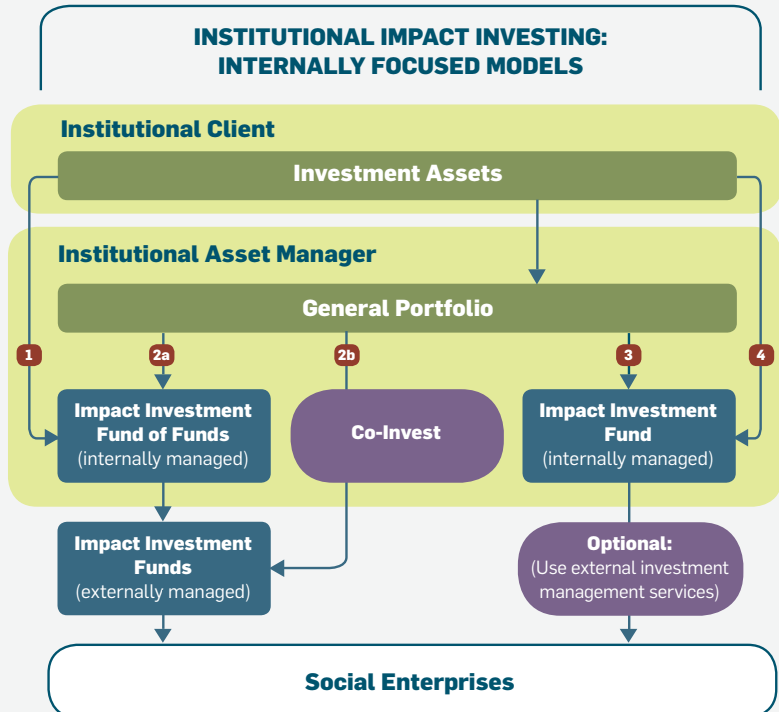 INSTITUTIONAL IMPACT INVESTING:
INTERNALLY FOCUSED MODELS
Institutional Client
Investment Assets
Institutional Asset Manager
General Portfolio
1
2a
2b
3
4
Impact Investment
Fund of Funds
(internally managed)
Co-Invest
Impact Investment
Fund
(internally managed)
Impact Investment
Funds
(externally managed)
Optional:
(Use external investment
management services)
Social Enterprises